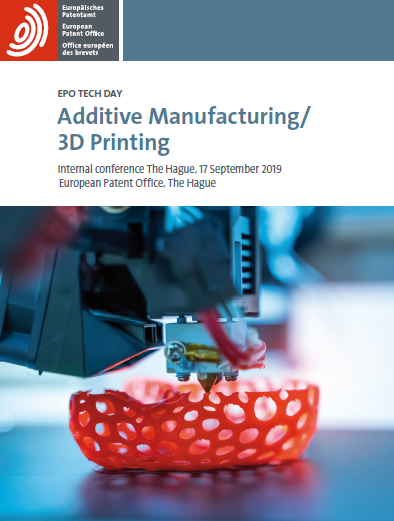 Europäisches
Patentamt
European
Patent Office
Office européen
des brevets
EPO TECH DAY
Additive Manufacturing/
3D Printing
Internal conference The Hague, 17 September 2019
European Patent Office, The Hague